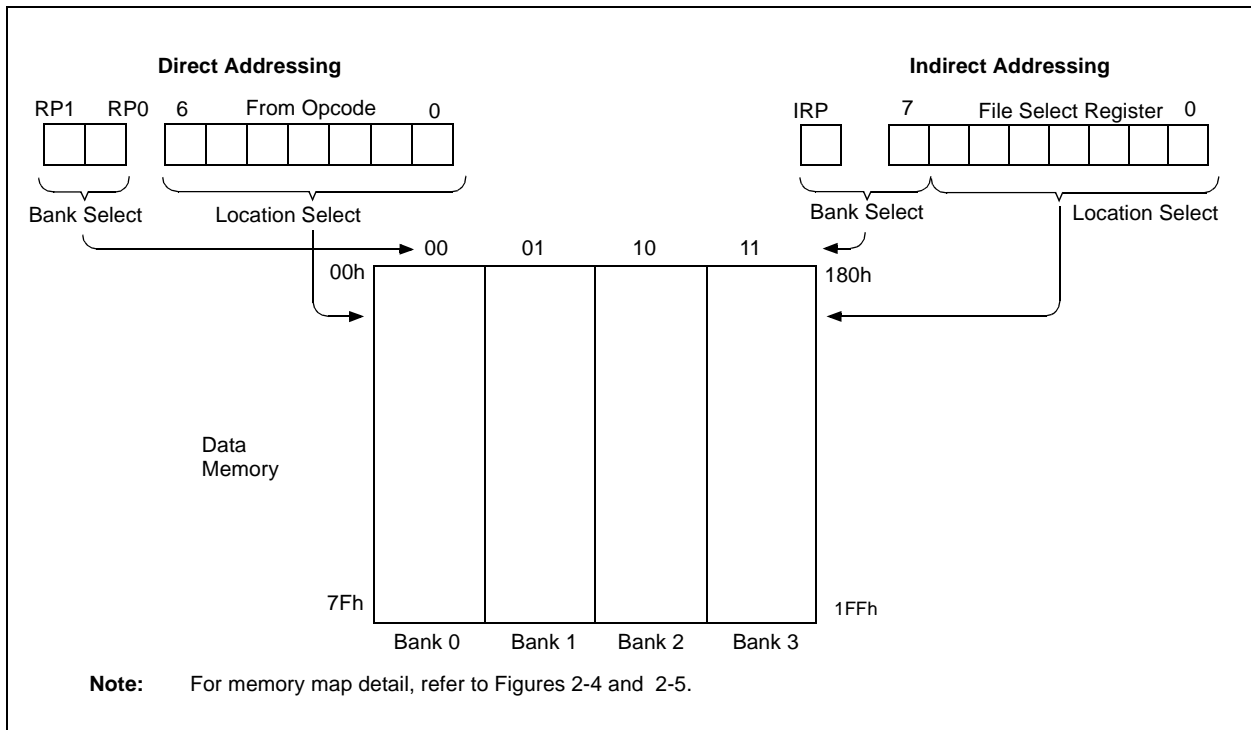 Direct Addressing
Indirect Addressing
RP1 RP0 6 From Opcode 0
IRP 7 File Select Register 0
Bank Select Location Select
Bank Select Location Select
00 01 10 11
00h
180h
Data
Memory
7Fh
1FFh
Bank 0 Bank 1 Bank 2 Bank 3
Note: For memory map detail, refer to Figures 2-4 and 2-5.